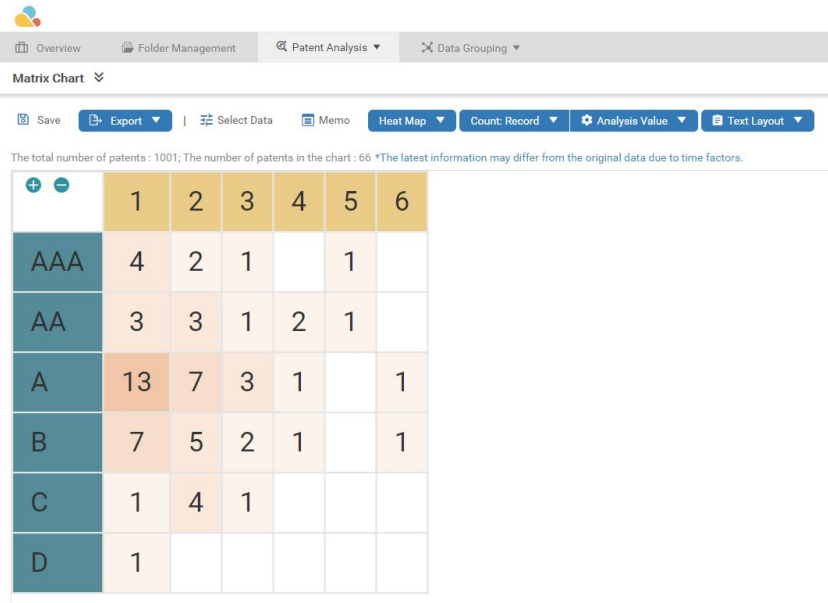 Overview Folder Management Patent Analysis Data Grouping
Matrix Chart
Save Export | Select Data Memo Heat Map Count: Record Analysis Value Text Layout
The total number of patents : 1001; The number of patents in the chart : 66 *The latest information may differ from the original data due to time factors.
1 2 3 4 5 6
AAA 4 2 1 1
AA 3 3 1 2 1
A 13 7 3 1 1
B 7 5 2 1 1
C 1 4 1
D 1